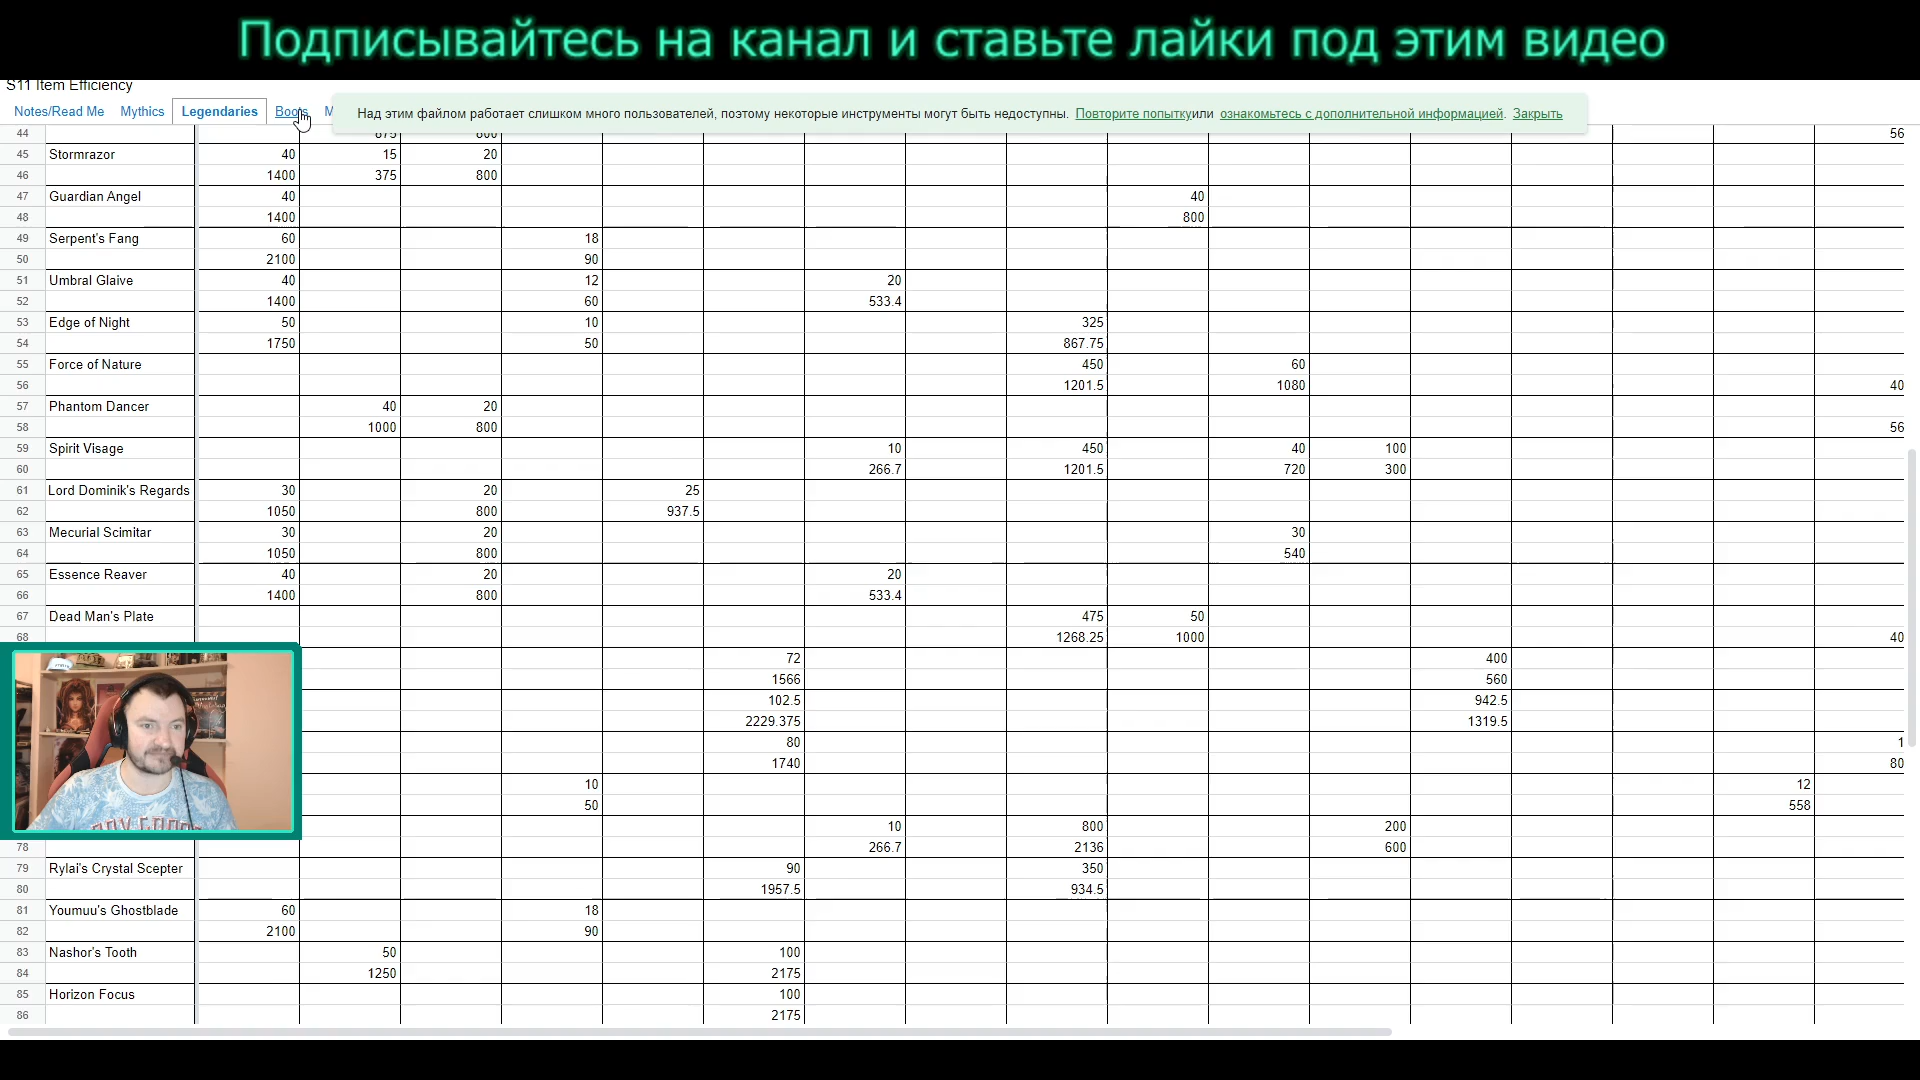 Подписывайтесь на канал и ставьте лайки под этим видео
S11 Item Efficiency
Notes/Read Me Mythics Legendaries Boots M Над этим файлом работает слишком много пользователей, поэтому некоторые инструменты могут быть недоступны. Повторите попыткуили ознакомьтесь с дополнительной информацией. Закрыть
44 875 800 56
45 Stormrazor 40 15 20
46 1400 375 800
47 Guardian Angel 40 40
48 1400 800
49 Serpent's Fang 60 18
50 2100 90
51 Umbral Glaive 40 12 20
52 1400 60 533.4
53 Edge of Night 50 10 325
54 1750 50 867.75
55 Force of Nature 450 60
56 1201.5 1080 40
57 Phantom Dancer 40 20
58 1000 800 56
59 Spirit Visage 10 450 40 100
60 266.7 1201.5 720 300
61 Lord Dominik's Regards 30 20 25
62 1050 800 937.5
63 Mecurial Scimitar 30 20 30
64 1050 800 540
65 Essence Reaver 40 20 20
66 1400 800 533.4
67 Dead Man's Plate 475 50
68 1268.25 1000 40
72 400
1566 560
102.5 942.5
2229.375 1319.5
80 1
1740 80
10 12
50 558
10 800 200
78 266.7 2136 600
79 Rylai's Crystal Scepter 90 350
80 1957.5 934.5
81 Youmuu's Ghostblade 60 18
82 2100 90
83 Nashor's Tooth 50 100
84 1250 2175
85 Horizon Focus 100
86 2175